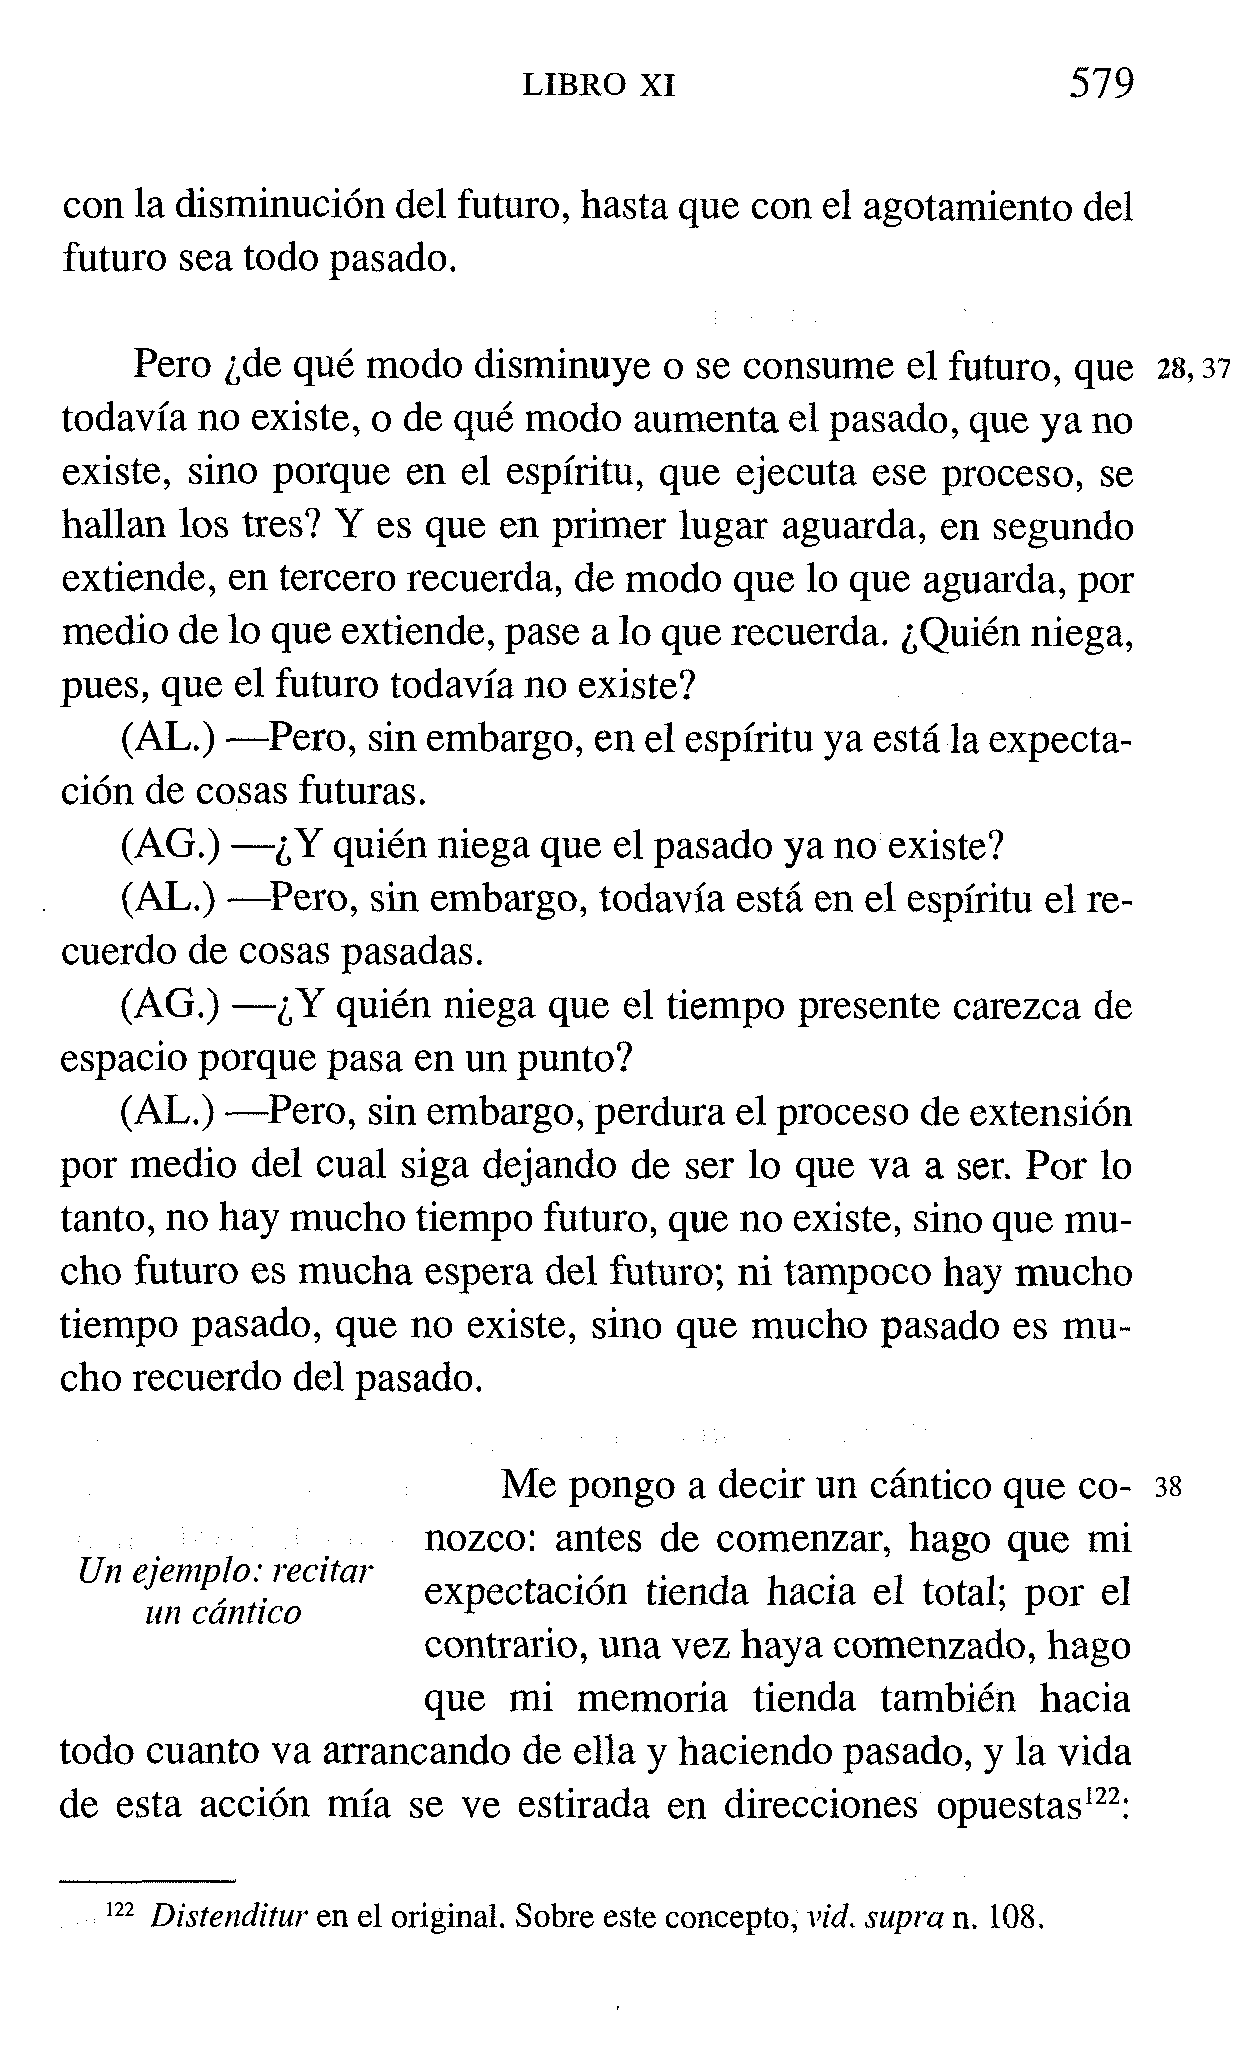 LIBRO XI 579
con la disminución del futuro, hasta que con el agotamiento del
futuro sea todo pasado.
Pero ¿de qué modo disminuye o se consume el futuro, que 28, 37
todavía no existe, o de qué modo aumenta el pasado, que ya no
existe, sino porque en el espíritu, que ejecuta ese proceso, se
hallan los tres? Y es que en primer lugar aguarda, en segundo
extiende, en tercero recuerda, de modo que lo que aguarda, por
medio de lo que extiende, pase a lo que recuerda. ¿Quién niega,
pues, que el futuro todavía no existe?
(AL.) —Pero, sin embargo, en el espíritu ya está la expecta-
ción de cosas futuras.
(AG.) —¿Y quién niega que el pasado ya no existe?
(AL.) —Pero, sin embargo, todavía está en el espíritu el re-
cuerdo de cosas pasadas.
(AG.) —¿Y quién niega que el tiempo presente carezca de
espacio porque pasa en un punto?
(AL.) —Pero, sin embargo, perdura el proceso de extensión
por medio del cual siga dejando de ser lo que va a ser. Por lo
tanto, no hay mucho tiempo futuro, que no existe, sino que mu-
cho futuro es mucha espera del futuro; ni tampoco hay mucho
tiempo pasado, que no existe, sino que mucho pasado es mu-
cho recuerdo del pasado.
Un ejemplo: recitar
un cántico
Me pongo a decir un cántico que co- 38
nozco: antes de comenzar, hago que mi
expectación tienda hacia el total; por el
contrario, una vez haya comenzado, hago
que mi memoria tienda también hacia
todo cuanto va arrancando de ella y haciendo pasado, y la vida
de esta acción mía se ve estirada en direcciones opuestas¹²²:
¹²² Distenditur en el original. Sobre este concepto, vid. supra n. 108.